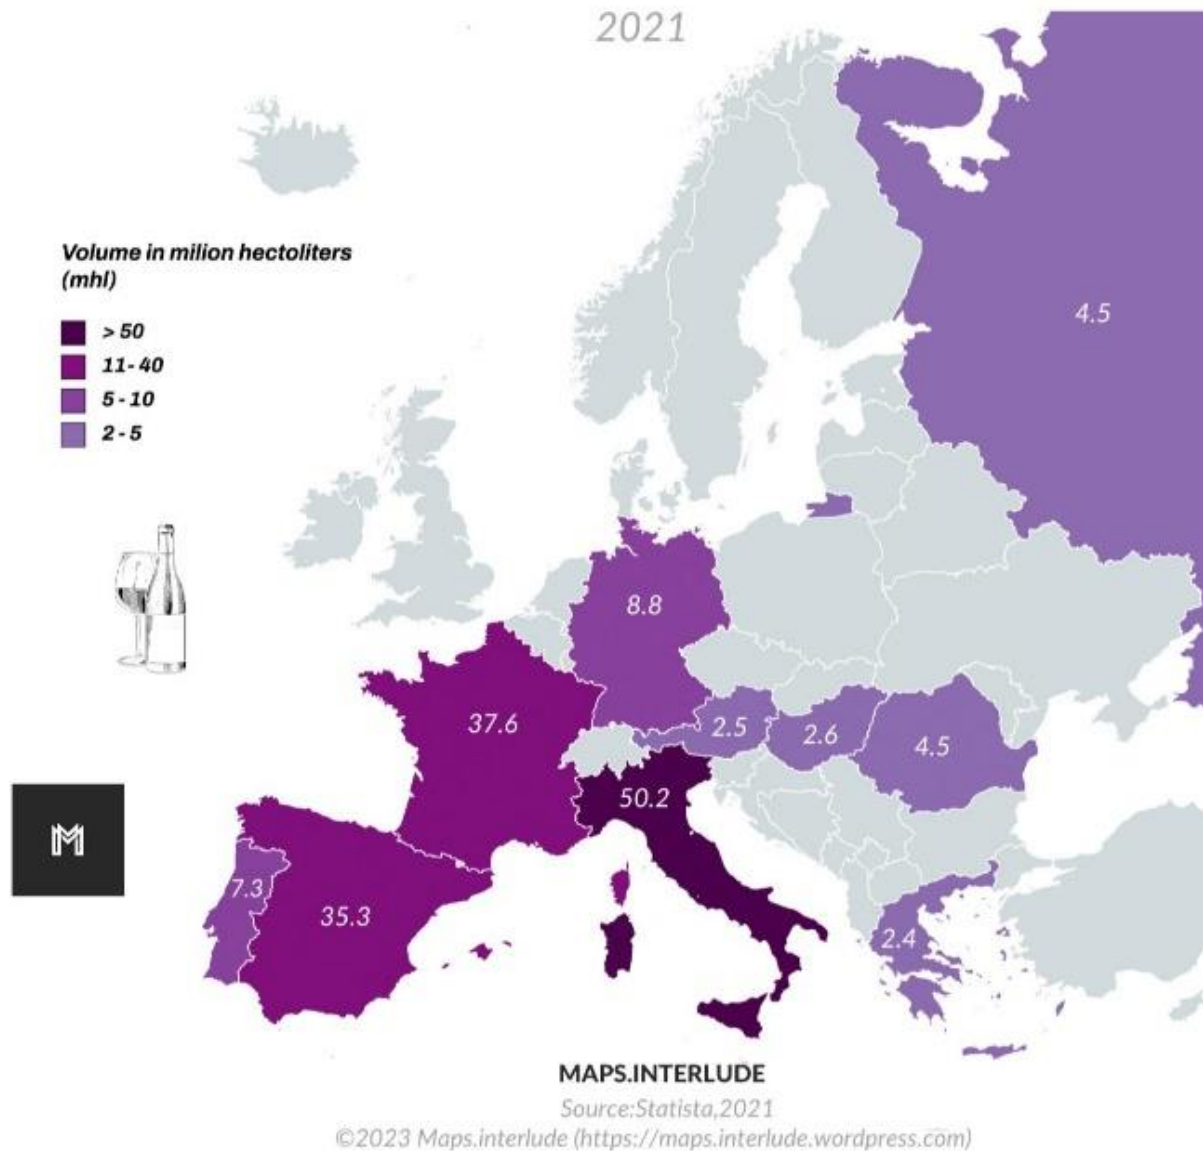 2021
Volume in milion hectoliters
(mhl)
> 50
11- 40
5 - 10
2 - 5
4.5
8.8
37.6
2.5
2.6
4.5
50.2
7.3
35.3
2.4
M
MAPS.INTERLUDE
Source:Statista,2021
©2023 Maps.interlude (https://maps.interlude.wordpress.com)